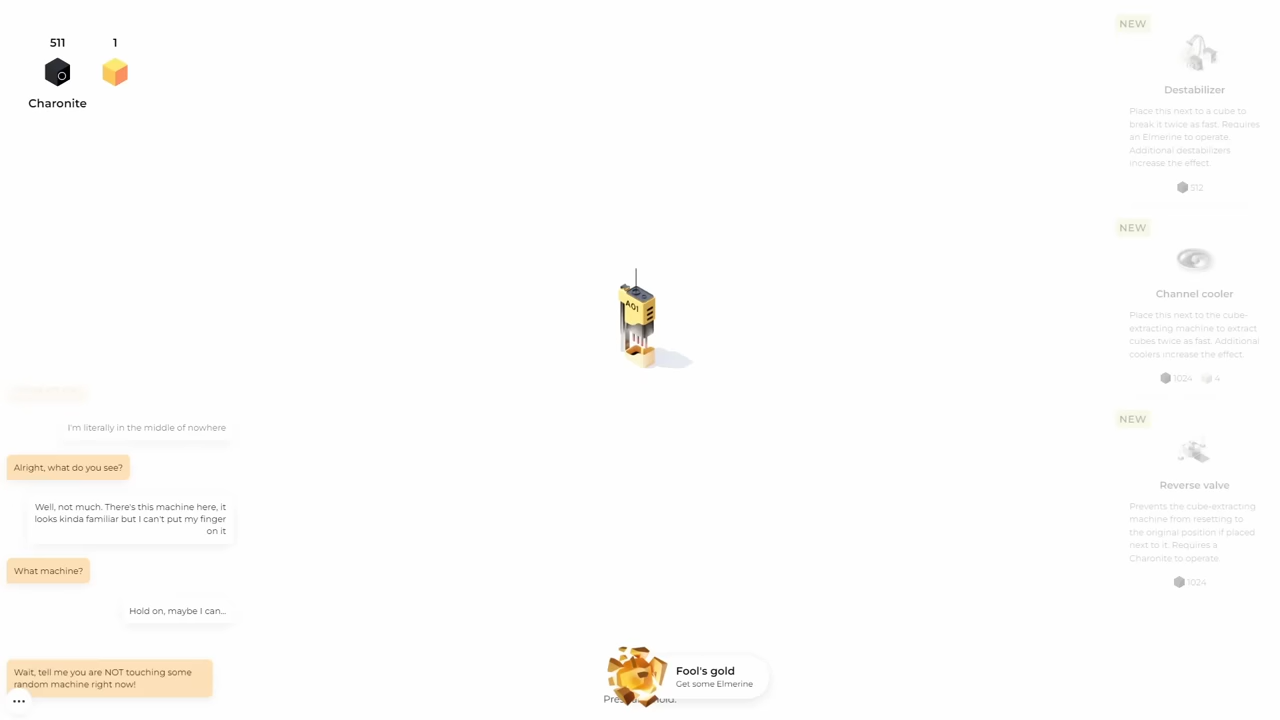 511
1
Charonite
I'm literally in the middle of nowhere
Alright, what do you see?
Well, not much. There's this machine here, it
looks kinda familiar but I can't put my finger
on it
What machine?
Hold on, maybe I can...
Wait, tell me you are NOT touching some
random machine right now!
A01
Fool's gold
Get some Elmerine
NEW
Destabilizer
Place this next to a cube to
break it twice as fast. Requires
an Elmerine to operate.
Additional destabilizers
increase the effect.
512
NEW
Channel cooler
Place this next to the cube-
extracting machine to extract
cubes twice as fast. Additional
coolers increase the effect.
1024 4
NEW
Reverse valve
Prevents the cube-extracting
machine from resetting to
the original position if placed
next to it. Requires a
Charonite to operate.
1024